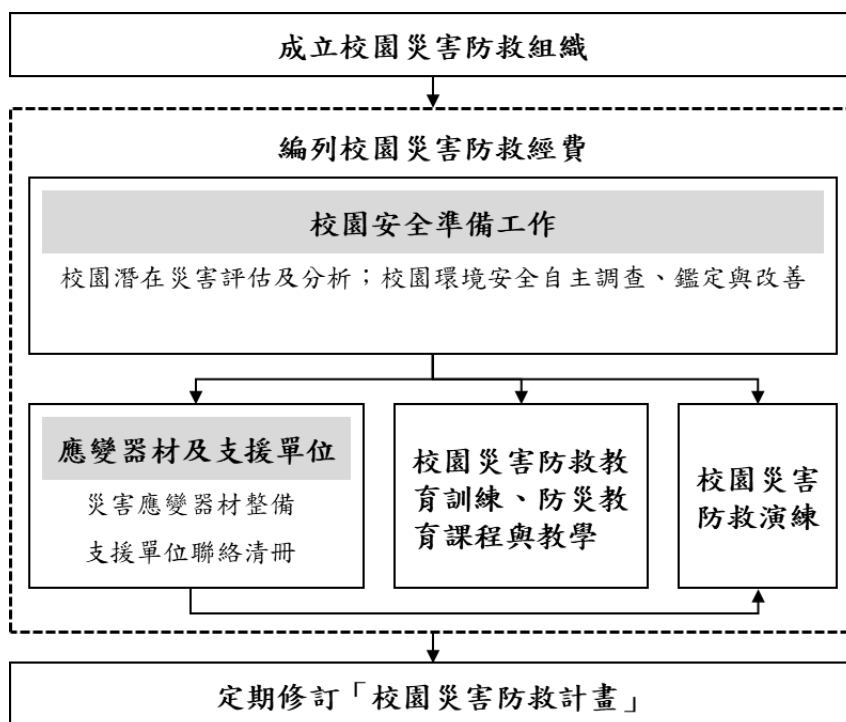 成立校園災害防救組織
編列校園災害防救經費
校園安全準備工作
校園潛在災害評估及分析；校園環境安全自主調查、鑑定與改善
應變器材及支援單位
災害應變器材整備
支援單位聯絡清冊
校園災害防救教
育訓練、防災教
育課程與教學
校園災害
防救演練
定期修訂「校園災害防救計畫」